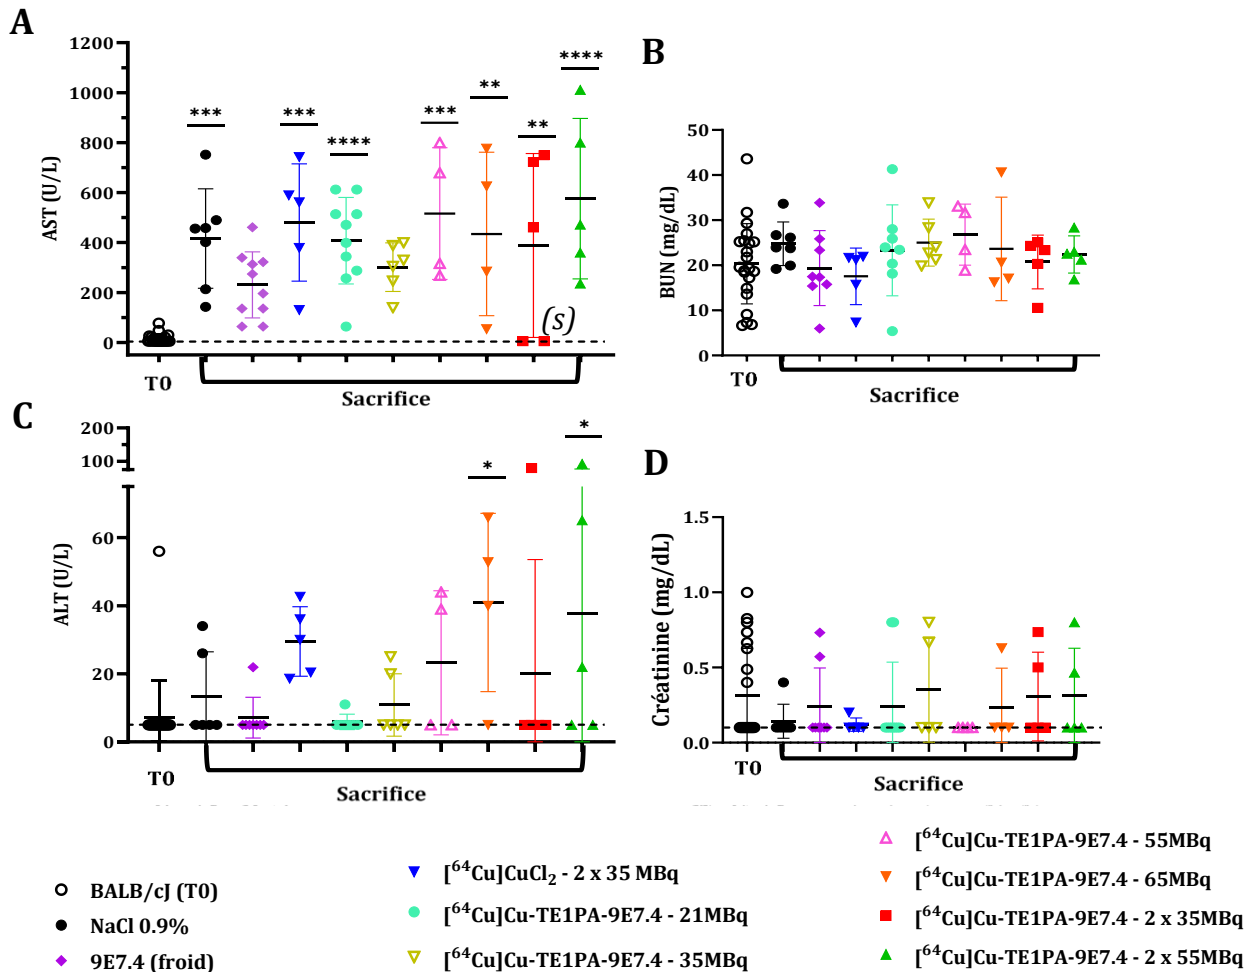 A
AST (U/L)
1200
1000
800
600
400
200
0
***
***
****
***
**
**
****
(s)
T0
Sacrifice
B
BUN (mg/dL)
50
40
30
20
10
0
T0
Sacrifice
C
ALT (U/L)
200
100
60
40
20
0
*
*
T0
Sacrifice
D
Créatinine (mg/dL)
1.5
1.0
0.5
0.0
T0
Sacrifice
BALB/cJ (T0)
NaCl 0.9%
9E7.4 (froid)
[⁶⁴Cu]CuCl₂ - 2 x 35 MBq
[⁶⁴Cu]Cu-TE1PA-9E7.4 - 21MBq
[⁶⁴Cu]Cu-TE1PA-9E7.4 - 35MBq
[⁶⁴Cu]Cu-TE1PA-9E7.4 - 55MBq
[⁶⁴Cu]Cu-TE1PA-9E7.4 - 65MBq
[⁶⁴Cu]Cu-TE1PA-9E7.4 - 2 x 35MBq
[⁶⁴Cu]Cu-TE1PA-9E7.4 - 2 x 55MBq